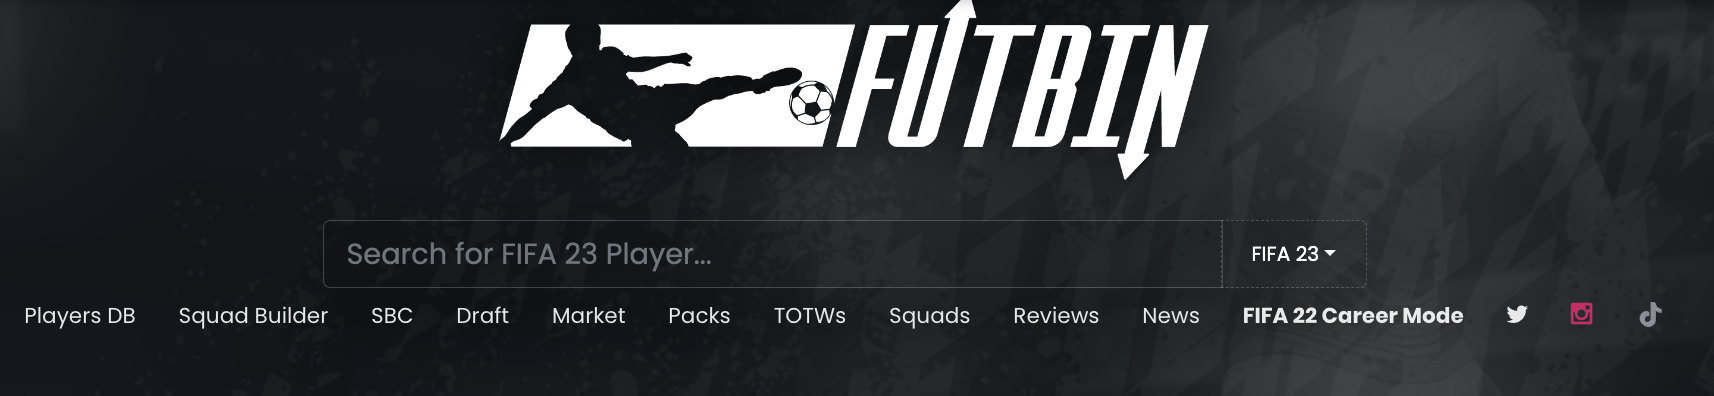 FUTBIN
Search for FIFA 23 Player...
FIFA 23
Players DB Squad Builder SBC Draft Market Packs TOTWs Squads Reviews News FIFA 22 Career Mode